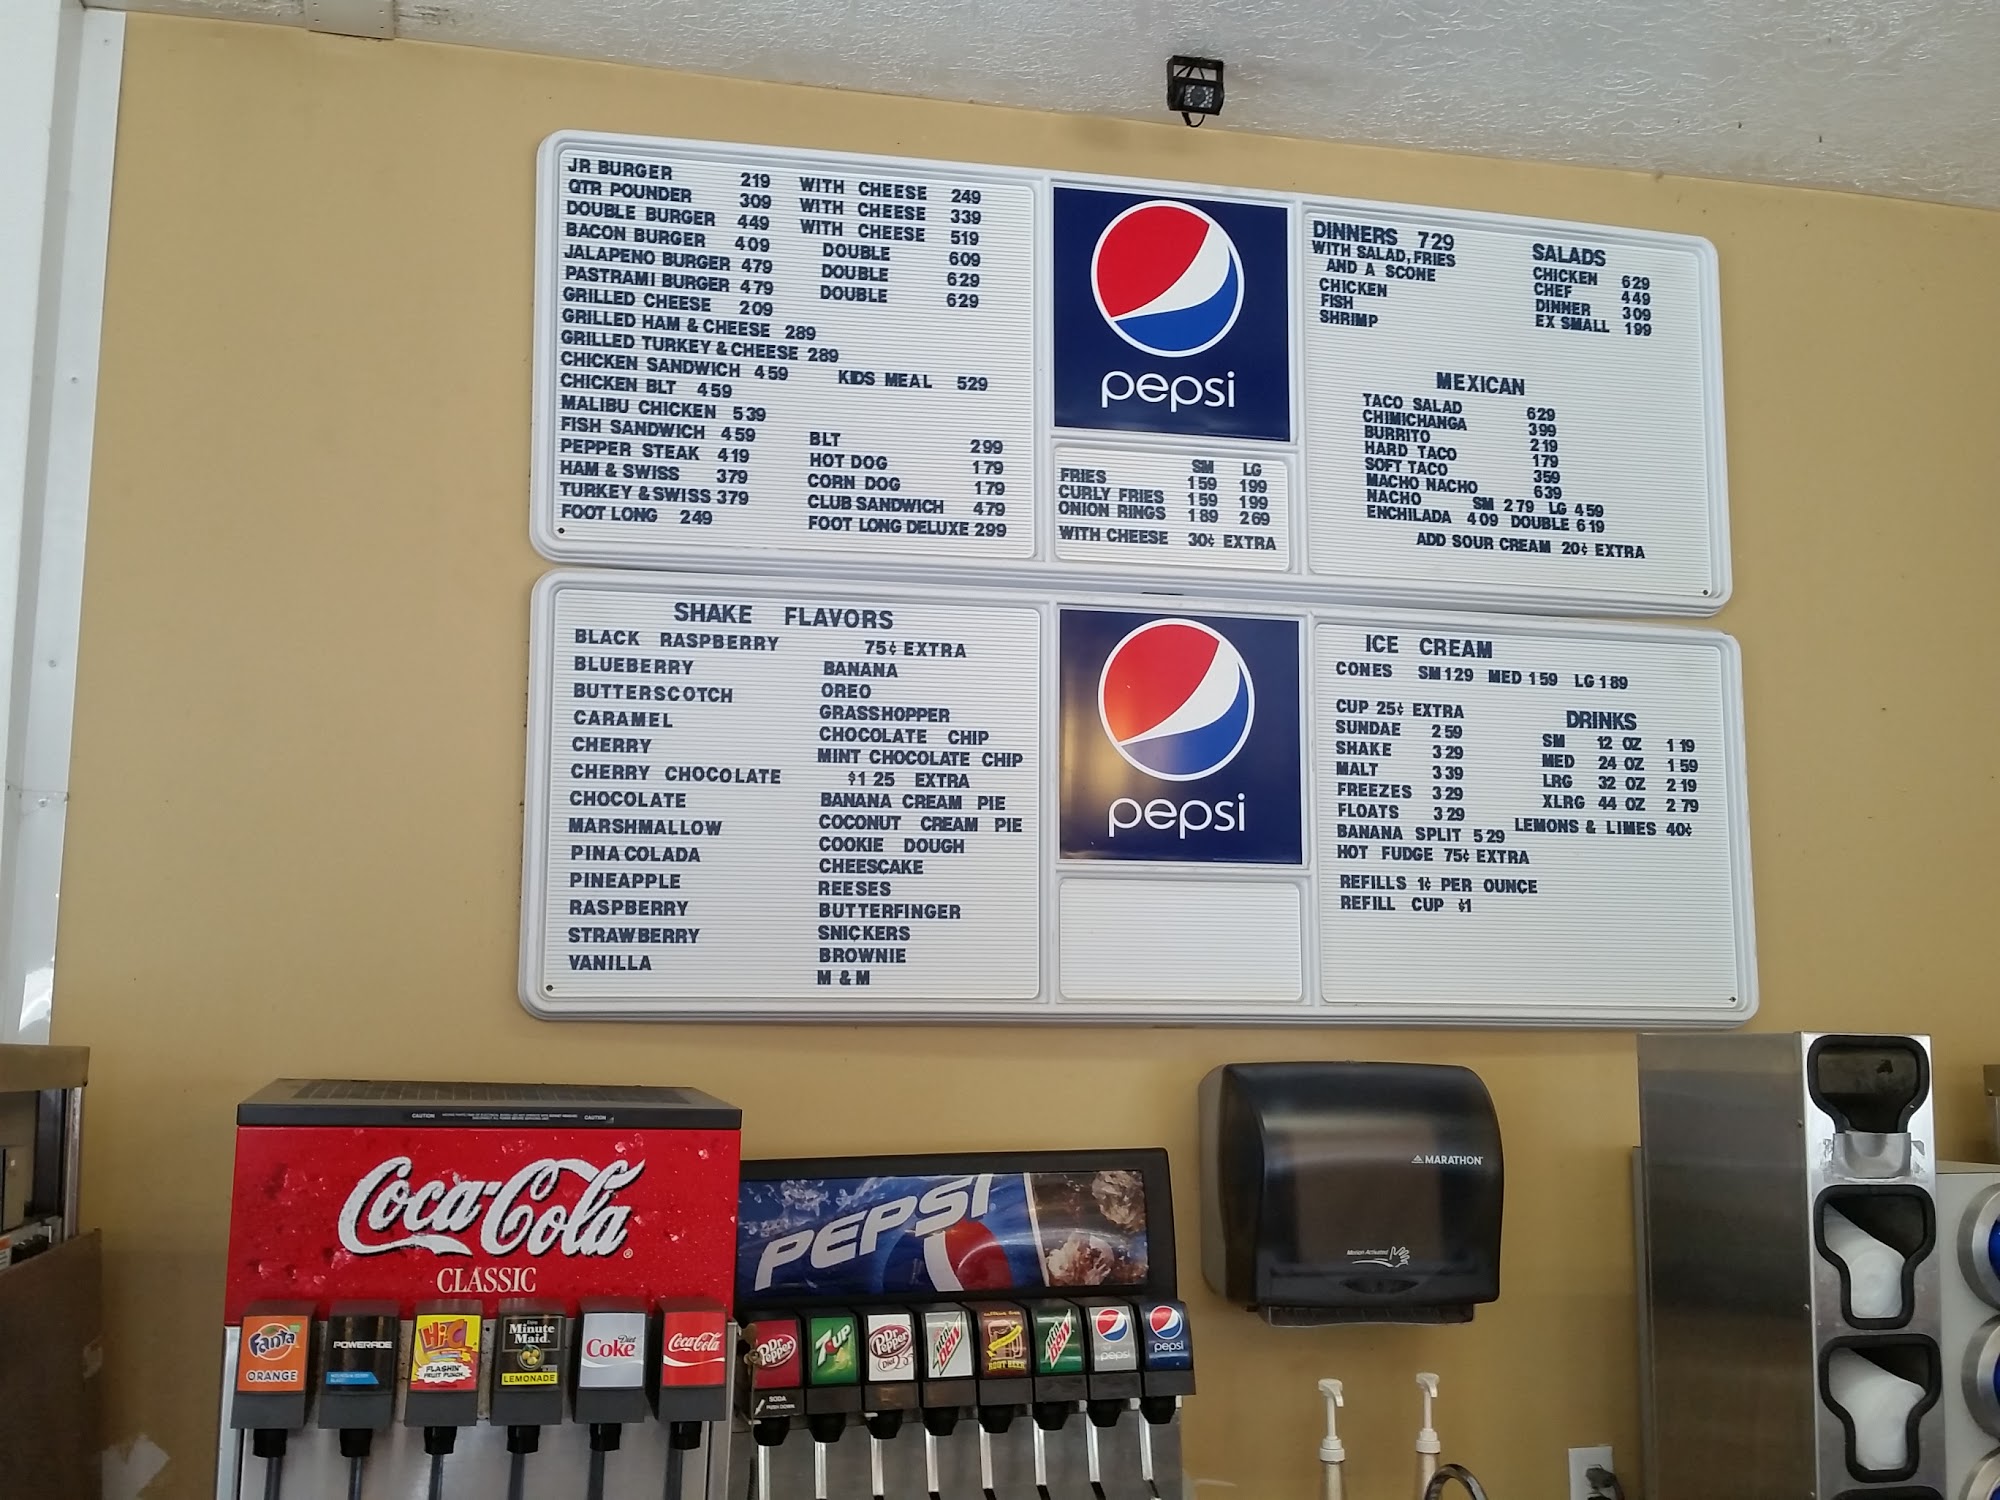 JR BURGER 219 WITH CHEESE 249
QTR POUNDER 309 WITH CHEESE 339
DOUBLE BURGER 449 WITH CHEESE 519
BACON BURGER 409 DOUBLE 609
JALAPENO BURGER 479 DOUBLE 629
PASTRAMI BURGER 479 DOUBLE 629
GRILLED CHEESE 209
GRILLED HAM & CHEESE 289
GRILLED TURKEY & CHEESE 289
CHICKEN SANDWICH 459 KIDS MEAL 529
CHICKEN BLT 459
MALIBU CHICKEN 539
FISH SANDWICH 459
PEPPER STEAK 419 BLT 299
HAM & SWISS 379 HOT DOG 179
TURKEY & SWISS 379 CORN DOG 179
FOOT LONG 249 CLUB SANDWICH 479
FOOT LONG DELUXE 299
pepsi
SM LG
FRIES 159 199
CURLY FRIES 159 199
ONION RINGS 189 269
WITH CHEESE 30¢ EXTRA
DINNERS 729
WITH SALAD, FRIES
AND A SCONE
CHICKEN
FISH
SHRIMP
SALADS
CHICKEN 629
CHEF 449
DINNER 309
EX SMALL 199
MEXICAN
TACO SALAD 629
CHIMICHANGA 399
BURRITO 219
HARD TACO 179
SOFT TACO 359
MACHO NACHO 639
NACHO SM 279 LG 459
ENCHILADA 409 DOUBLE 619
ADD SOUR CREAM 20¢ EXTRA
SHAKE FLAVORS
BLACK RASPBERRY
BLUEBERRY
BUTTERSCOTCH
CARAMEL
CHERRY
CHERRY CHOCOLATE
CHOCOLATE
MARSHMALLOW
PINA COLADA
PINEAPPLE
RASPBERRY
STRAWBERRY
VANILLA
75¢ EXTRA
BANANA
OREO
GRASSHOPPER
CHOCOLATE CHIP
MINT CHOCOLATE CHIP
$125 EXTRA
BANANA CREAM PIE
COCONUT CREAM PIE
COOKIE DOUGH
CHEESCAKE
REESES
BUTTERFINGER
SNICKERS
BROWNIE
M & M
pepsi
ICE CREAM
CONES SM 129 MED 159 LG 189
CUP 25¢ EXTRA
SUNDAE 259
SHAKE 329
MALT 339
FREEZES 329
FLOATS 329
BANANA SPLIT 529
HOT FUDGE 75¢ EXTRA
REFILLS 1¢ PER OUNCE
REFILL CUP $1
DRINKS
SM 12 OZ 119
MED 24 OZ 159
LRG 32 OZ 219
XLRG 44 OZ 279
LEMONS & LIMES 40¢
CAUTION CAUTION
Coca-Cola
CLASSIC
Fanta
ORANGE
POWERADE
Hi-C
FLASHIN'
FRUIT PUNCH
Minute
Maid
LEMONADE
Diet
Coke
Coca-Cola
PEPSI
Dr Pepper
SODA
PUSH DOWN
7UP
Dr Pepper
Diet
Mtn Dew
ROOT BEER
Mtn Dew
pepsi
pepsi
MARATHON
Motion Activated